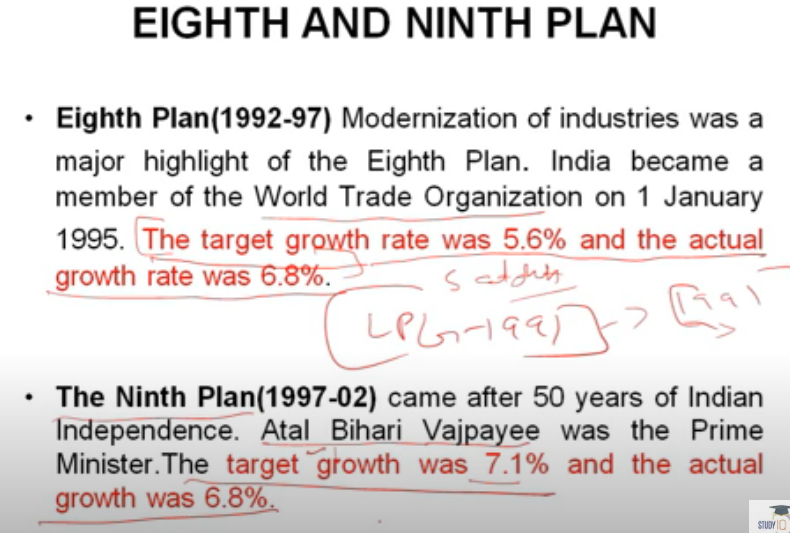 EIGHTH AND NINTH PLAN
• Eighth Plan(1992-97) Modernization of industries was a
major highlight of the Eighth Plan. India became a
member of the World Trade Organization on 1 January
1995. The target growth rate was 5.6% and the actual
growth rate was 6.8%.
LPG-1991 → 1991
• The Ninth Plan(1997-02) came after 50 years of Indian
Independence. Atal Bihari Vajpayee was the Prime
Minister.The target growth was 7.1% and the actual
growth was 6.8%.
STUDY IQ